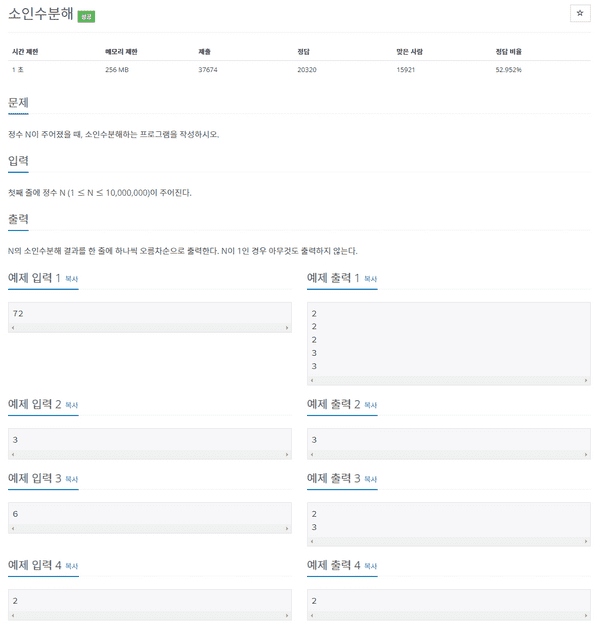 소인수분해 성공
☆
시간 제한 메모리 제한 제출 정답 맞은 사람 정답 비율
1 초 256 MB 37674 20320 15921 52.952%
문제
정수 N이 주어졌을 때, 소인수분해하는 프로그램을 작성하시오.
입력
첫째 줄에 정수 N (1 ≤ N ≤ 10,000,000)이 주어진다.
출력
N의 소인수분해 결과를 한 줄에 하나씩 오름차순으로 출력한다. N이 1인 경우 아무것도 출력하지 않는다.
예제 입력 1 복사
72
예제 출력 1 복사
2
2
2
3
3
예제 입력 2 복사
3
예제 출력 2 복사
3
예제 입력 3 복사
6
예제 출력 3 복사
2
3
예제 입력 4 복사
2
예제 출력 4 복사
2